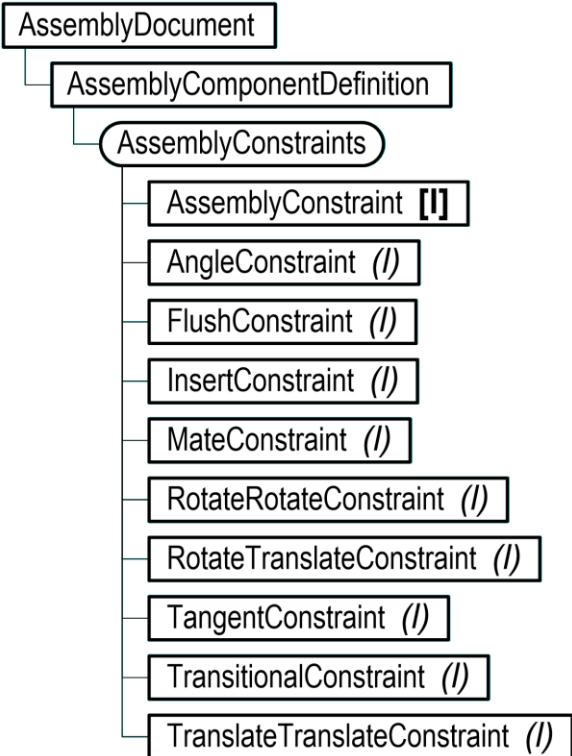 AssemblyDocument
AssemblyComponentDefinition
AssemblyConstraints
AssemblyConstraint [I]
AngleConstraint (I)
FlushConstraint (I)
InsertConstraint (I)
MateConstraint (I)
RotateRotateConstraint (I)
RotateTranslateConstraint (I)
TangentConstraint (I)
TransitionalConstraint (I)
TranslateTranslateConstraint (I)